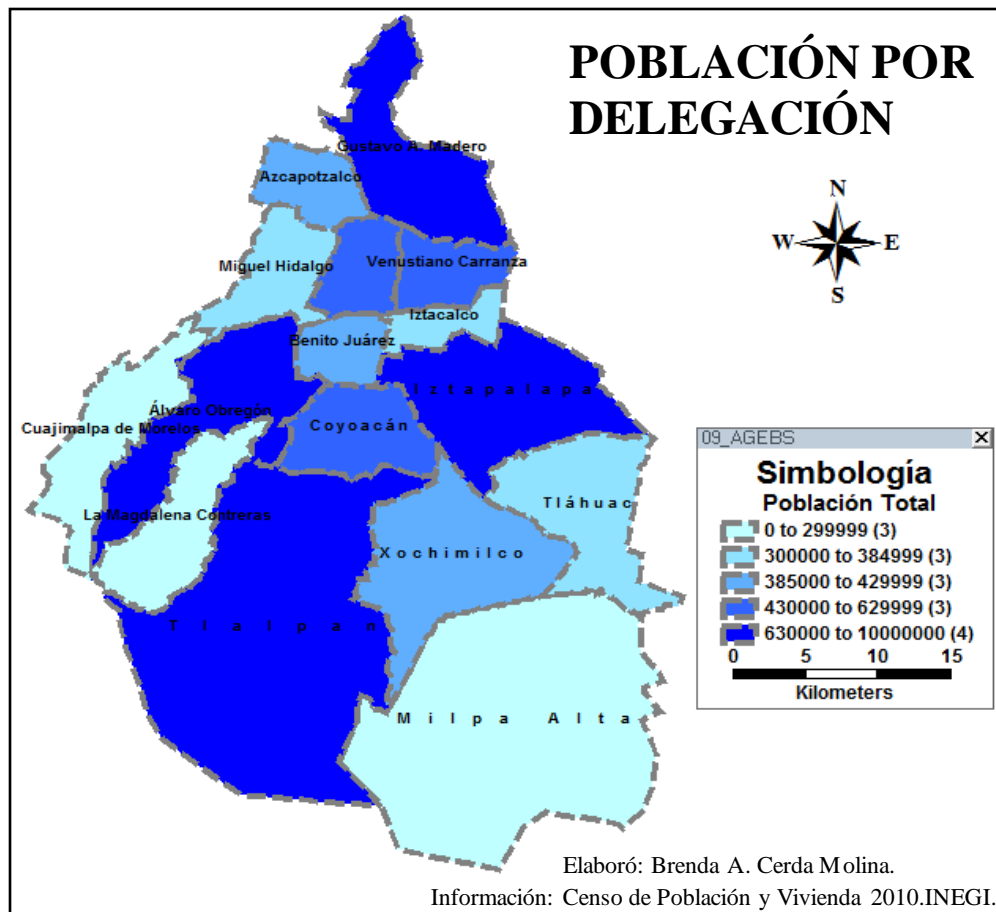 POBLACIÓN POR
DELEGACIÓN
N
W E
S
Gustavo A. Madero
Azcapotzalco
Miguel Hidalgo
Venustiano Carranza
Iztacalco
Benito Juárez
Iztapalapa
Álvaro Obregón
Cuajimalpa de Morelos
Coyoacán
La Magdalena Contreras
Tláhuac
Xochimilco
Tlalpan
Milpa Alta
09_AGEBS
Simbología
Población Total
0 to 299999 (3)
300000 to 384999 (3)
385000 to 429999 (3)
430000 to 629999 (3)
630000 to 10000000 (4)
0 5 10 15
Kilometers
Elaboró: Brenda A. Cerda Molina.
Información: Censo de Población y Vivienda 2010.INEGI.